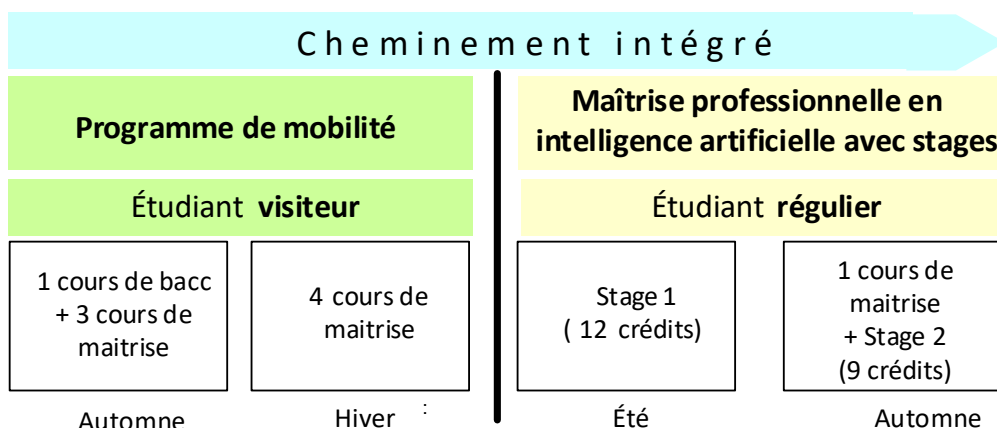 Cheminement intégré
Programme de mobilité
Maîtrise professionnelle en
intelligence artificielle avec stages
Étudiant visiteur
Étudiant régulier
1 cours de bacc
+ 3 cours de
maitrise
4 cours de
maitrise
Stage 1
( 12 crédits)
1 cours de
maitrise
+ Stage 2
(9 crédits)
Automne
Hiver :
Été
Automne